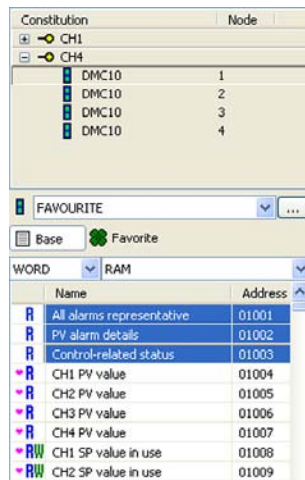 Constitution Node
CH1
CH4
DMC10 1
DMC10 2
DMC10 3
DMC10 4
FAVOURITE ...
Base Favorite
WORD RAM
Name Address
R All alarms representative 01001
R PV alarm details 01002
R Control-related status 01003
R CH1 PV value 01004
R CH2 PV value 01005
R CH3 PV value 01006
R CH4 PV value 01007
RW CH1 SP value in use 01008
RW CH2 SP value in use 01009